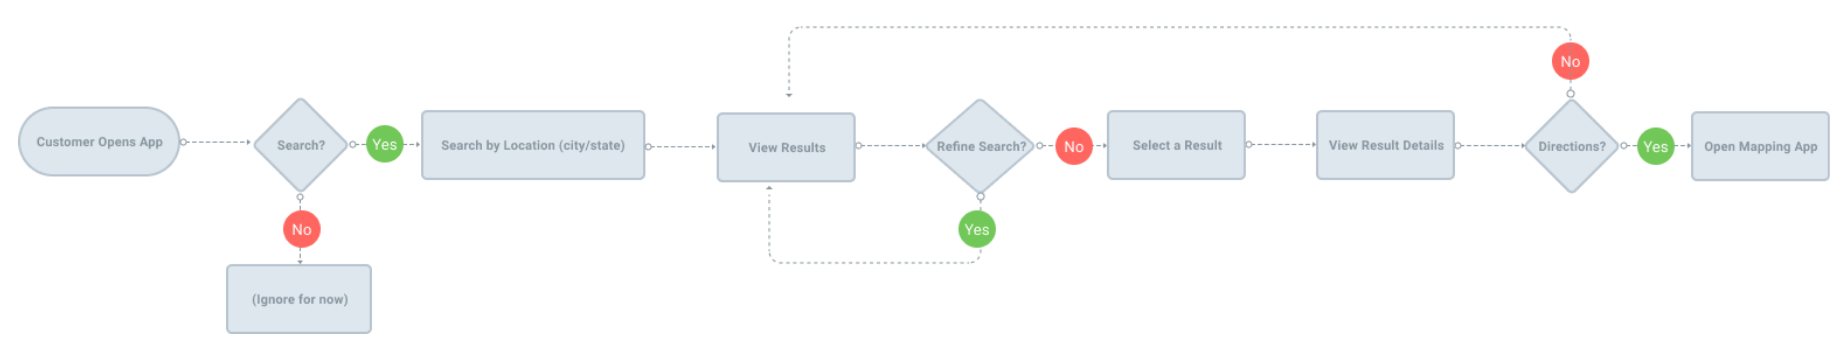 No
Customer Opens App
Search?
Yes
Search by Location (city/state)
View Results
Refine Search?
No
Select a Result
View Result Details
Directions?
Yes
Open Mapping App
No
Yes
(Ignore for now)